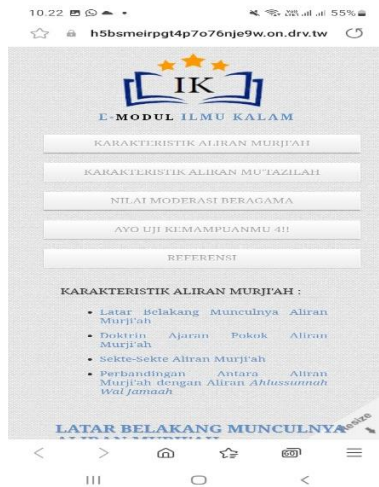 10.22
55%
h5bsmeirpgt4p7o76nje9w.on.drv.tw
IK
E-MODUL ILMU KALAM
KARAKTERISTIK ALIRAN MURJI'AH
KARAKTERISTIK ALIRAN MU'TAZILAH
NILAI MODERASI BERAGAMA
AYO UJI KEMAMPUANMU 4!!
REFERENSI
KARAKTERISTIK ALIRAN MURJI'AH :
• Latar Belakang Munculnya Aliran
Murji'ah
• Doktrin Ajaran Pokok Aliran
Murji'ah
• Sekte-Sekte Aliran Murji'ah
• Perbandingan Antara Aliran
Murji'ah dengan Aliran Ahlussunnah
Wal Jamaah
LATAR BELAKANG MUNCULNYA
ALIRAN MURJI'AH
Resize